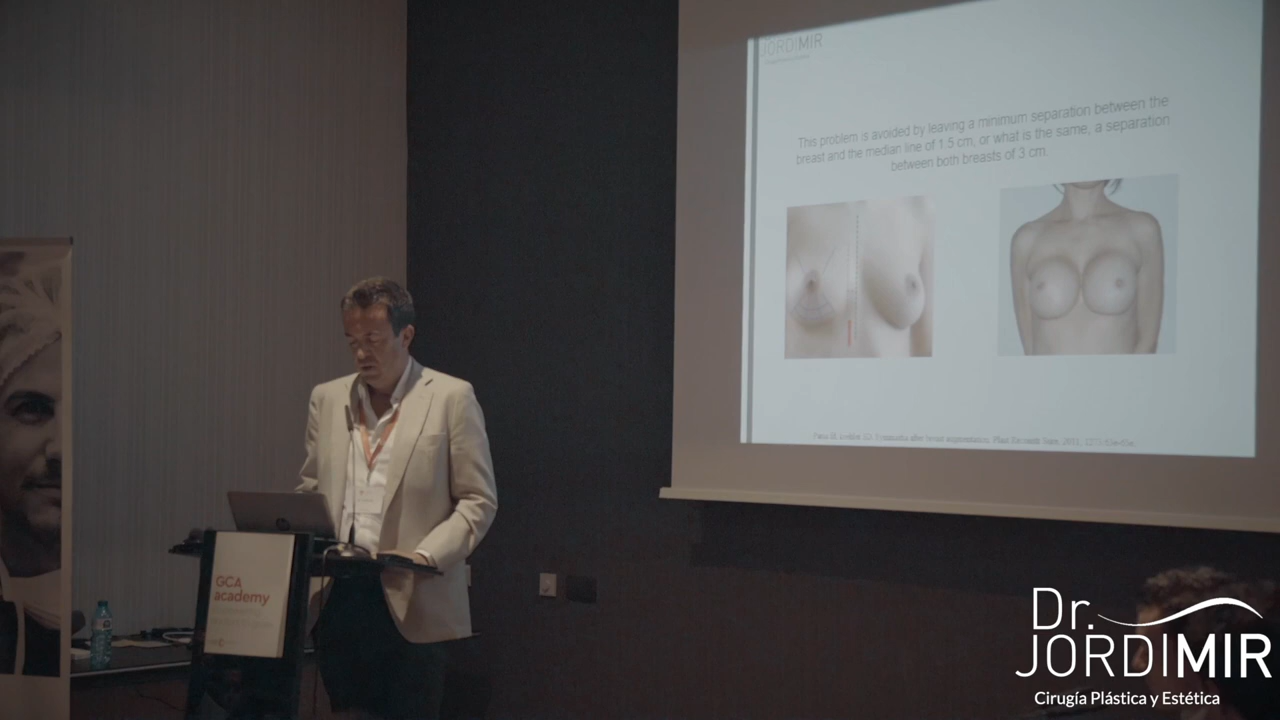 JORDIMIR
This problem is avoided by leaving a minimum separation between the
breast and the median line of 1.5 cm, or what is the same, a separation
between both breasts of 3 cm.
GCA
academy
Dr.
JORDIMIR
Cirugía Plástica y Estética